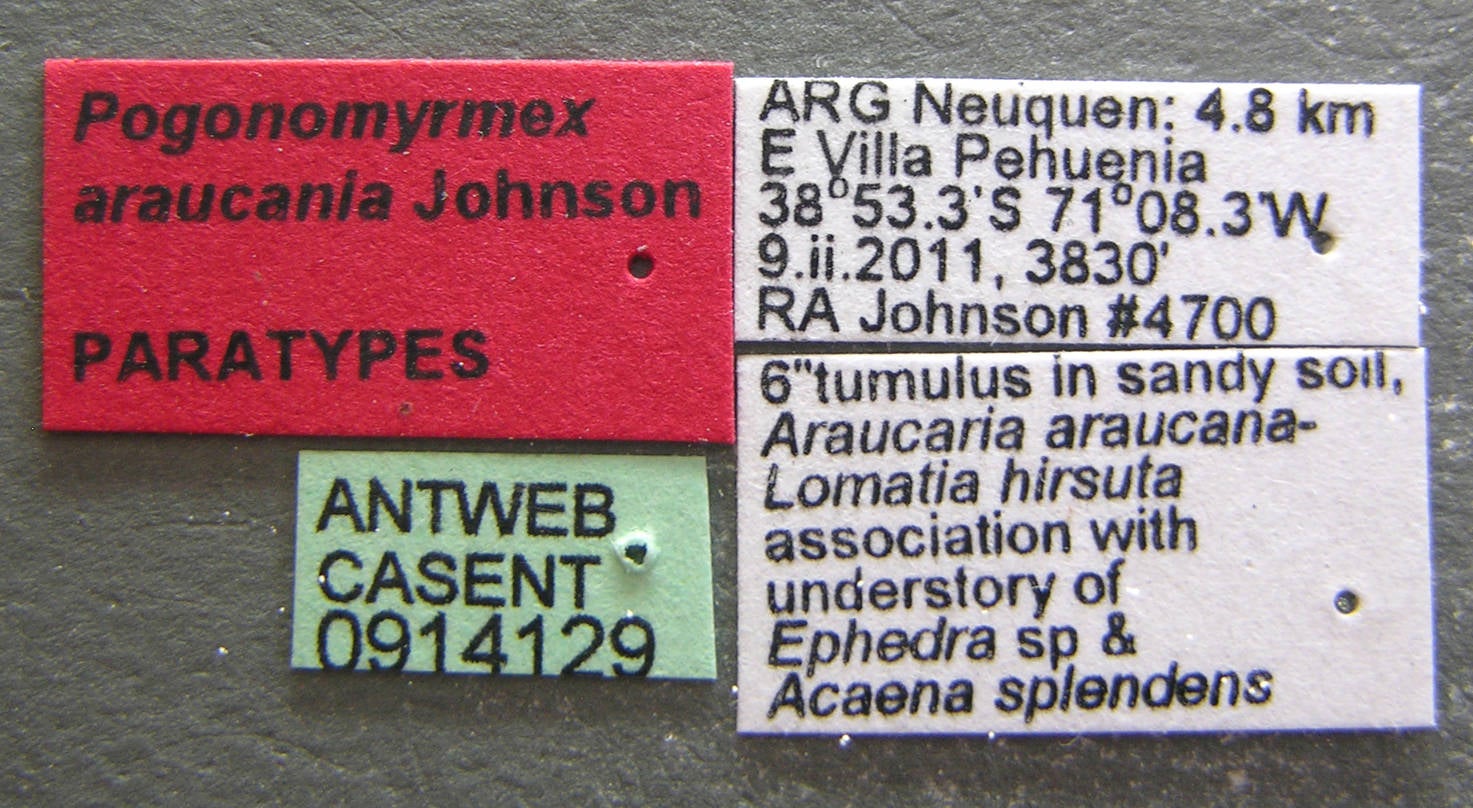 Pogonomyrmex
araucania Johnson
PARATYPES
ANTWEB
CASENT
0914129
ARG Neuquen: 4.8 km
E Villa Pehuenia
38°53.3'S 71°08.3'W
9.ii.2011, 3830'
RA Johnson #4700
6"tumulus in sandy soil,
Araucaria araucana-
Lomatia hirsuta
association with
understory of
Ephedra sp &
Acaena splendens